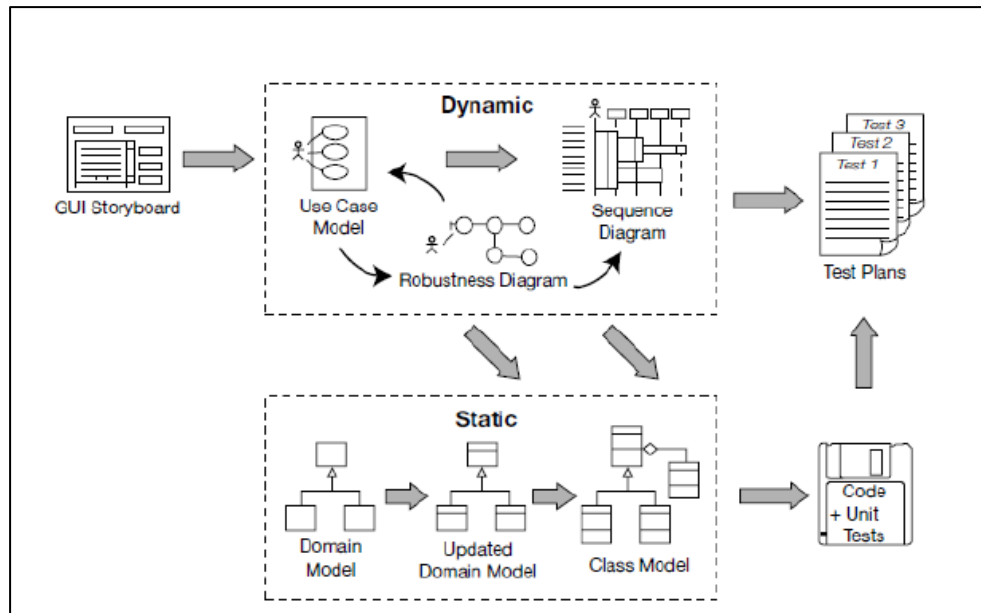 Dynamic
GUI Storyboard
Use Case
Model
Robustness Diagram
Sequence
Diagram
Test 3
Test 2
Test 1
Test Plans
Static
Domain
Model
Updated
Domain Model
Class Model
Code
+ Unit
Tests